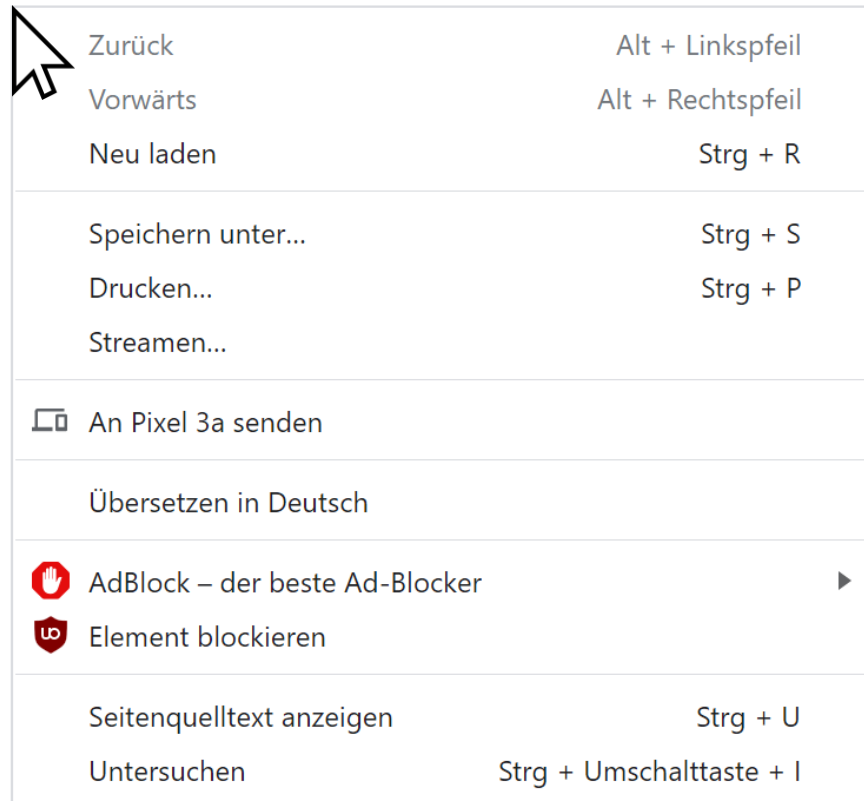 Zurück Alt + Linkspfeil
Vorwärts Alt + Rechtspfeil
Neu laden Strg + R
Speichern unter... Strg + S
Drucken... Strg + P
Streamen...
An Pixel 3a senden
Übersetzen in Deutsch
AdBlock – der beste Ad-Blocker
uo Element blockieren
Seitenquelltext anzeigen Strg + U
Untersuchen Strg + Umschalttaste + I